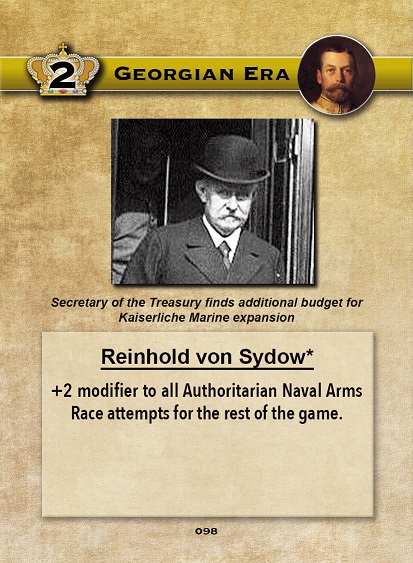 2 Georgian Era
Secretary of the Treasury finds additional budget for
Kaiserliche Marine expansion
Reinhold von Sydow*
+2 modifier to all Authoritarian Naval Arms
Race attempts for the rest of the game.
098